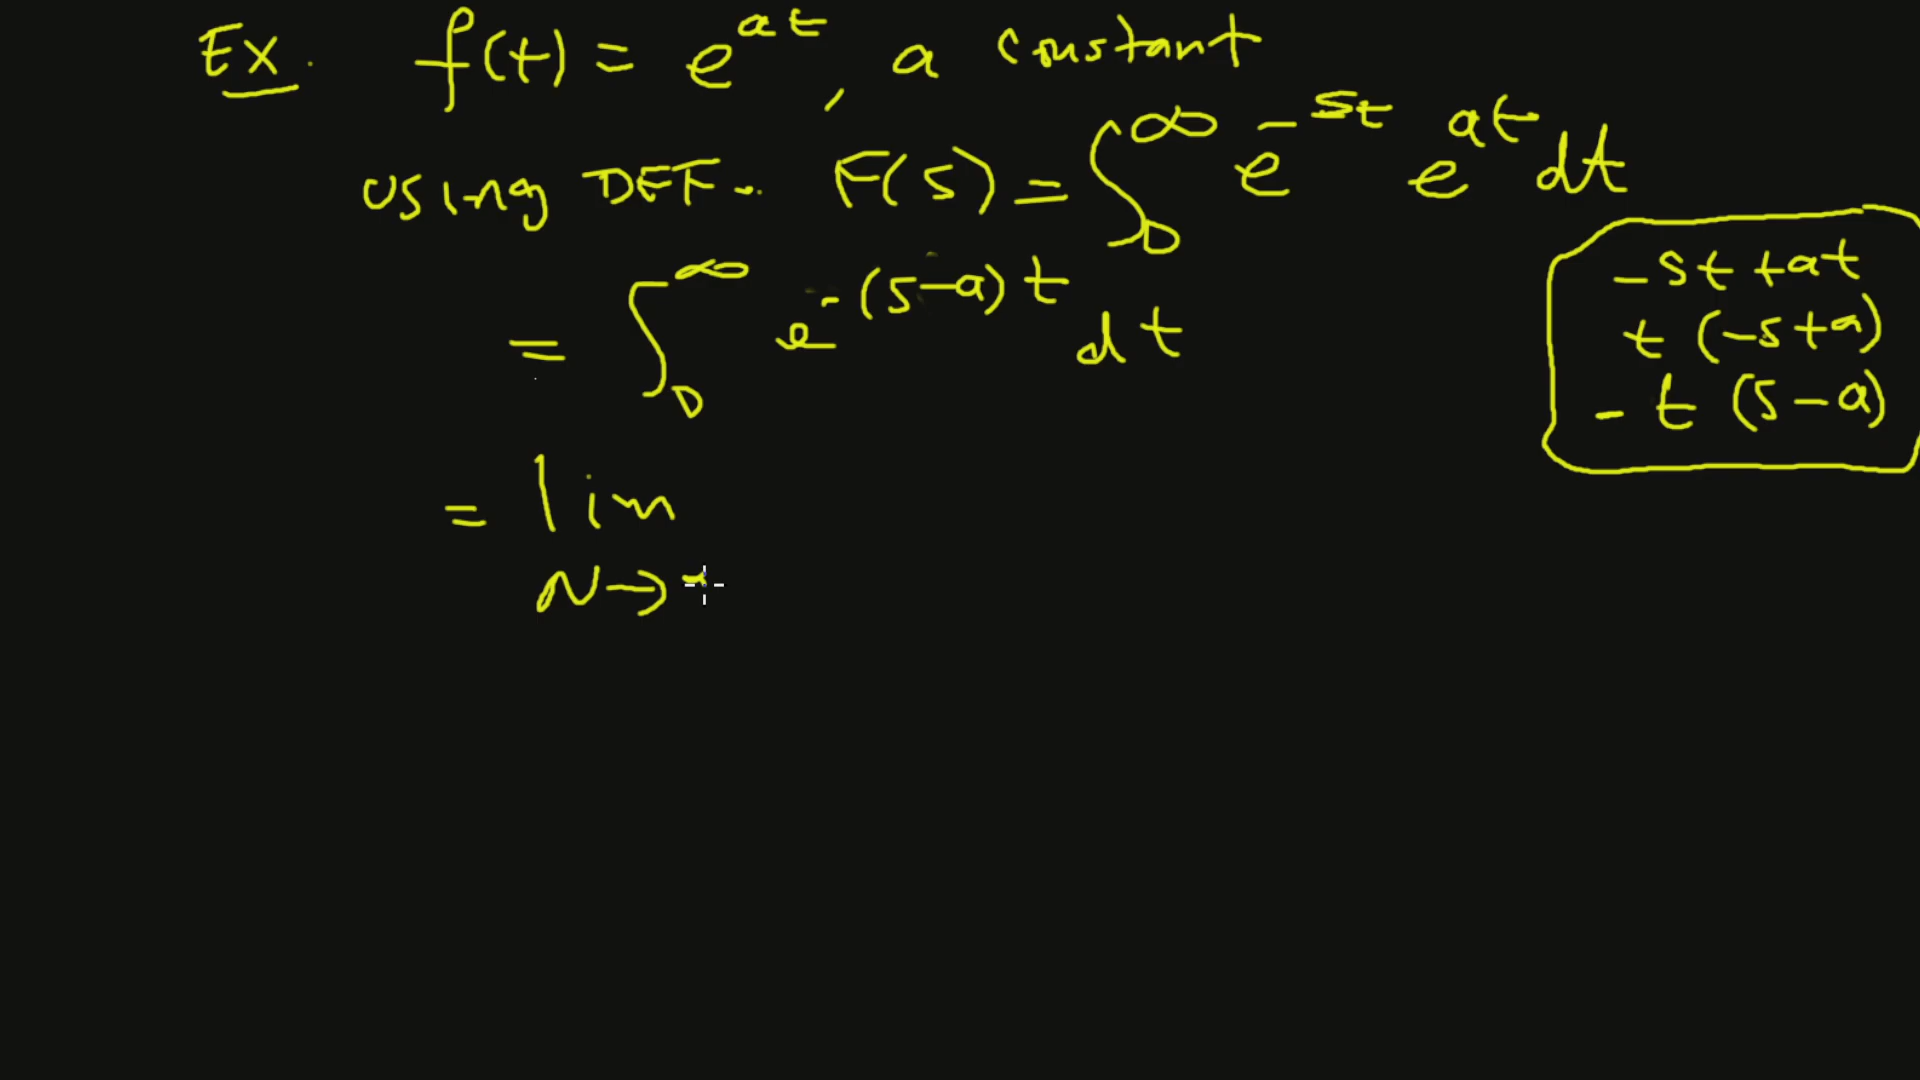 Ex. f(t) = e^{at}, a constant
Using DEF. F(s) = ∫_0^∞ e^{-st} e^{at} dt
= ∫_0^∞ e^{-(s-a)t} dt
-st +at
t (-s+a)
- t (s-a)
= lim
N→